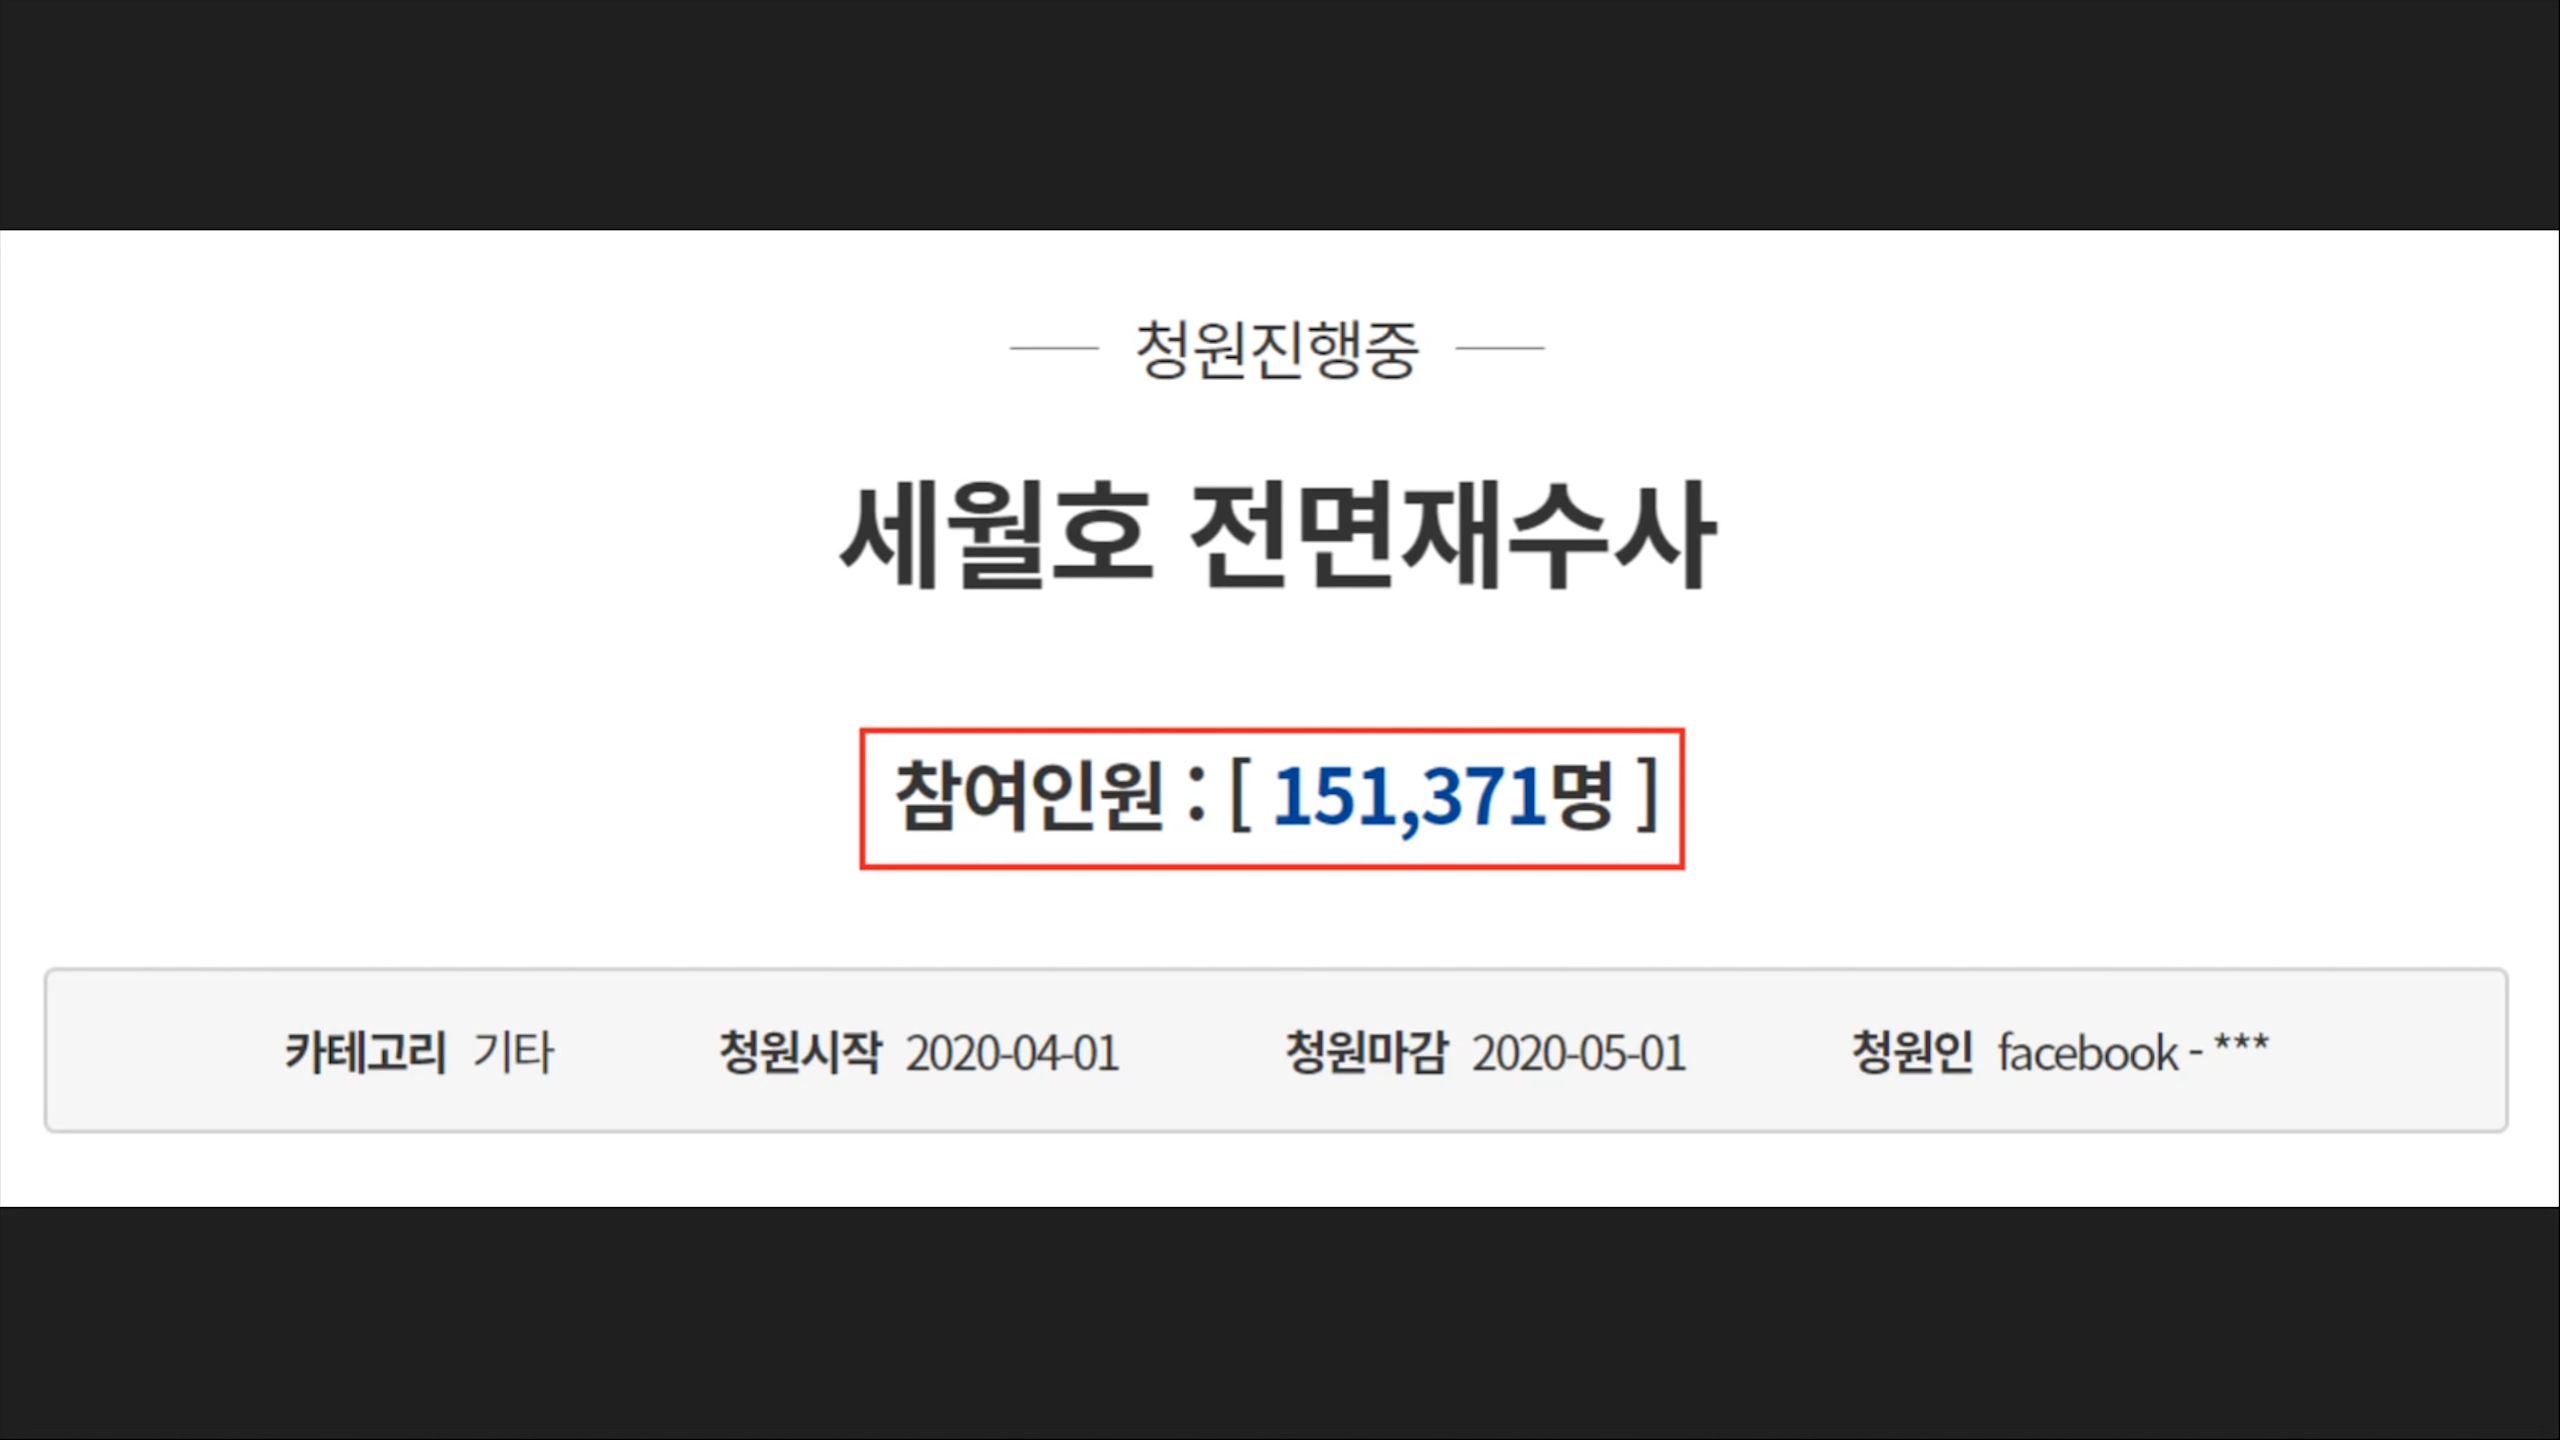 청원진행중
세월호 전면재수사
참여인원 : [ 151,371명 ]
카테고리 기타 청원시작 2020-04-01 청원마감 2020-05-01 청원인 facebook - ***